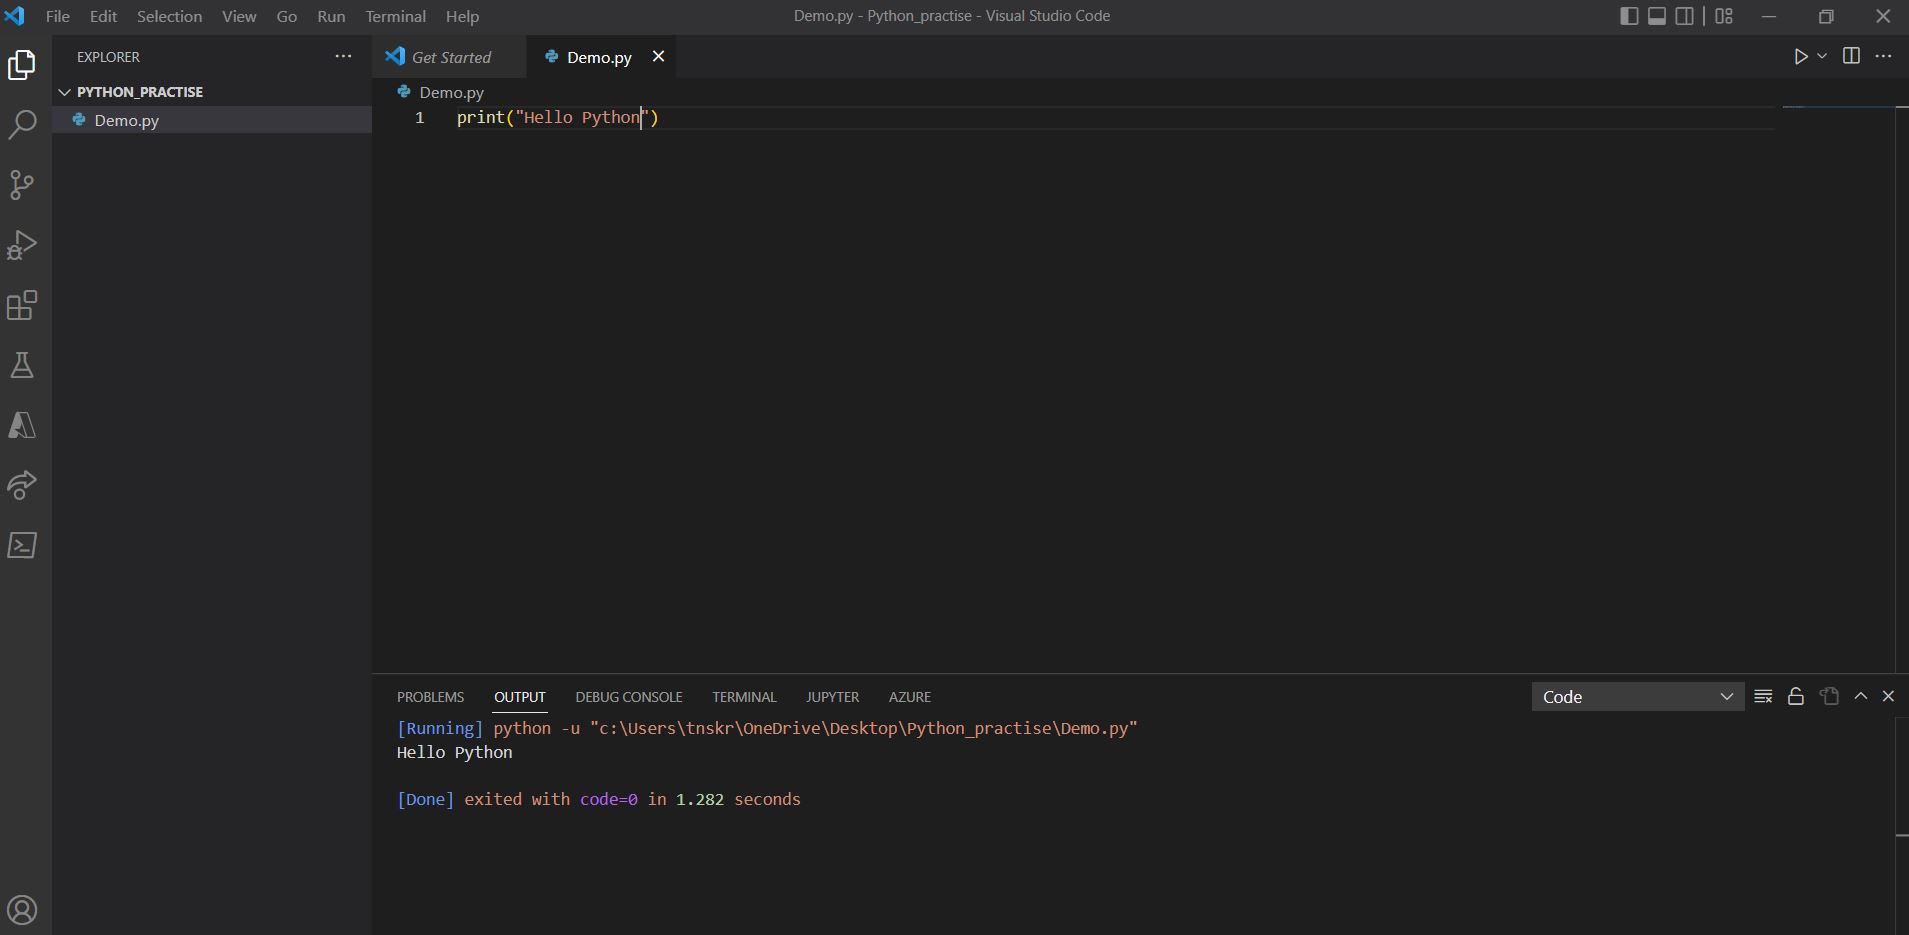 File Edit Selection View Go Run Terminal Help Demo.py - Python_practise - Visual Studio Code
EXPLORER
PYTHON_PRACTISE
Demo.py
Get Started Demo.py
Demo.py
1 print("Hello Python")
PROBLEMS OUTPUT DEBUG CONSOLE TERMINAL JUPYTER AZURE Code
[Running] python -u "c:\Users\tnskr\OneDrive\Desktop\Python_practise\Demo.py"
Hello Python
[Done] exited with code=0 in 1.282 seconds